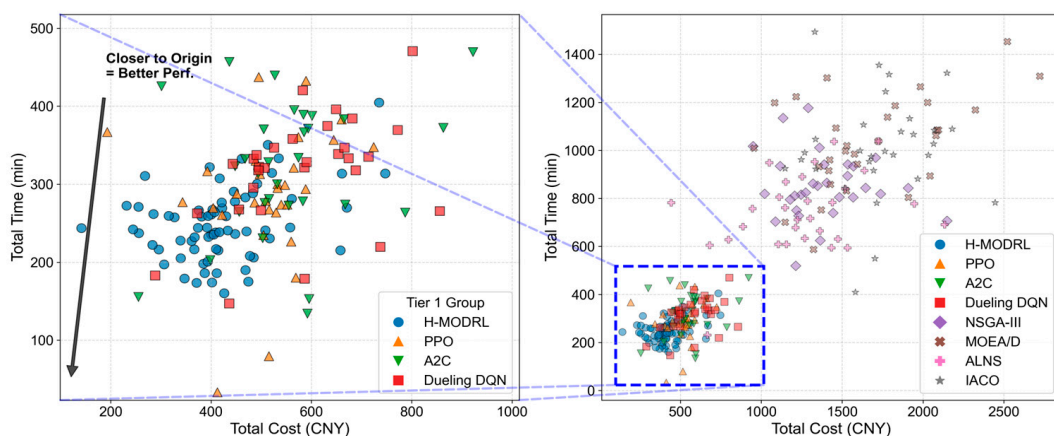 500
400
300
200
100
Total Time (min)
Closer to Origin
= Better Perf.
Tier 1 Group
H-MODRL
PPO
A2C
Dueling DQN
200
400
600
800
1000
Total Cost (CNY)
1400
1200
1000
800
600
400
200
0
Total Time (min)
H-MODRL
PPO
A2C
Dueling DQN
NSGA-III
MOEA/D
ALNS
IACO
500
1000
1500
2000
2500
Total Cost (CNY)